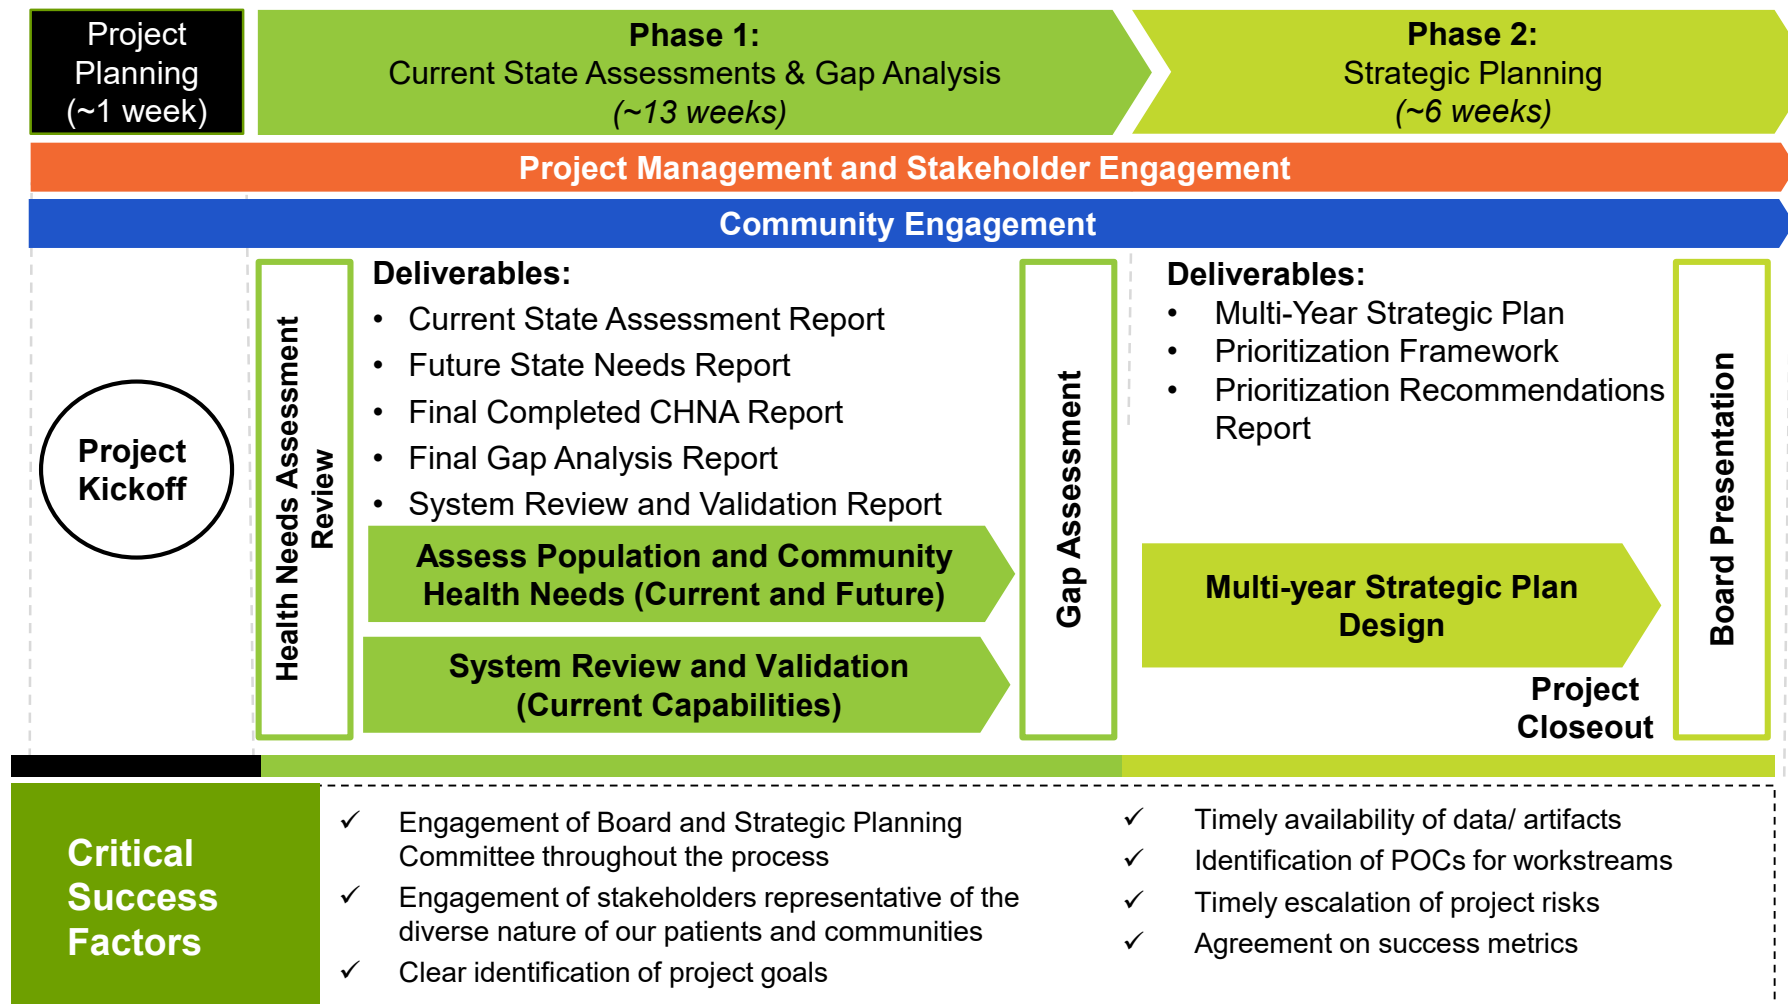 Project
Planning
(~1 week)
Phase 1:
Current State Assessments & Gap Analysis
(~13 weeks)
Phase 2:
Strategic Planning
(~6 weeks)
Project Management and Stakeholder Engagement
Community Engagement
Project
Kickoff
Health Needs Assessment
Review
Deliverables:
• Current State Assessment Report
• Future State Needs Report
• Final Completed CHNA Report
• Final Gap Analysis Report
• System Review and Validation Report
Assess Population and Community
Health Needs (Current and Future)
System Review and Validation
(Current Capabilities)
Gap Assessment
Deliverables:
• Multi-Year Strategic Plan
• Prioritization Framework
• Prioritization Recommendations
Report
Multi-year Strategic Plan
Design
Project
Closeout
Board Presentation
Critical
Success
Factors
✓ Engagement of Board and Strategic Planning
Committee throughout the process
✓ Engagement of stakeholders representative of the
diverse nature of our patients and communities
✓ Clear identification of project goals
✓ Timely availability of data/ artifacts
✓ Identification of POCs for workstreams
✓ Timely escalation of project risks
✓ Agreement on success metrics